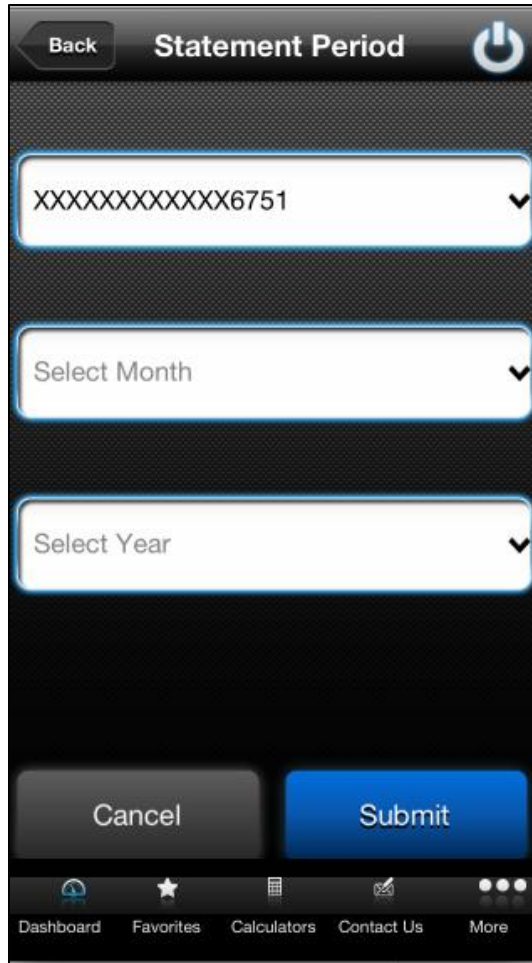 Back Statement Period
XXXXXXXXXXXX6751
Select Month
Select Year
Cancel Submit
Dashboard Favorites Calculators Contact Us More